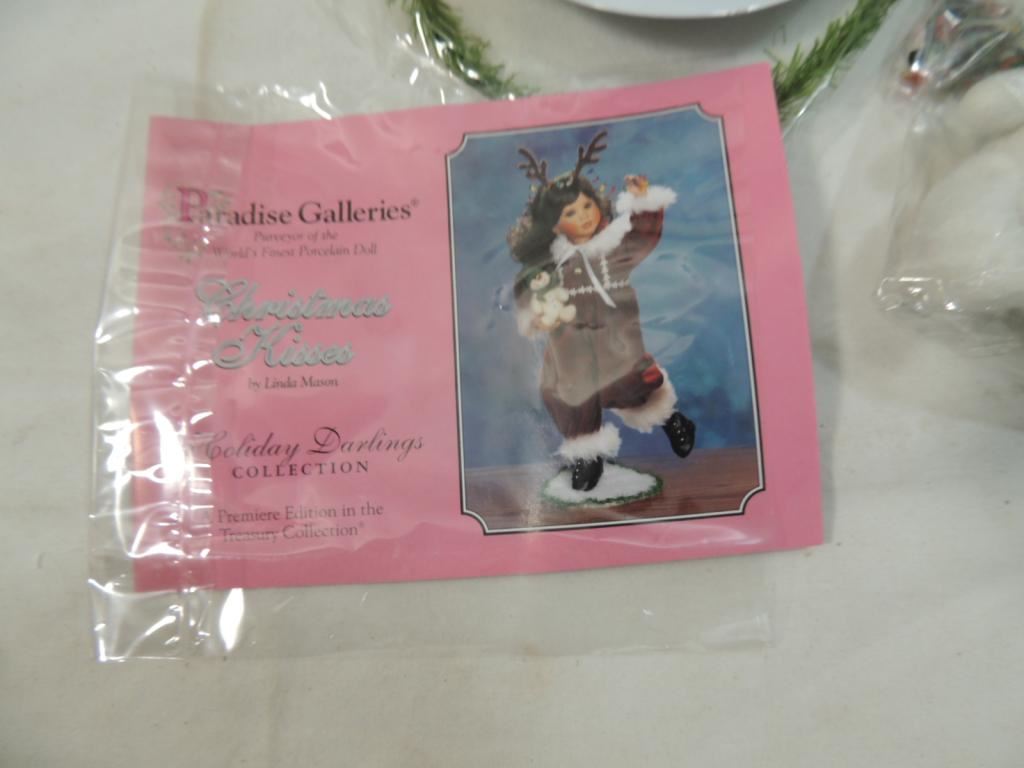 Paradise Galleries®
Purveyor of the
World's Finest Porcelain Doll
Christmas
Kisses
by Linda Mason
Holiday Darlings
COLLECTION
A Premiere Edition in the
Treasury Collection®